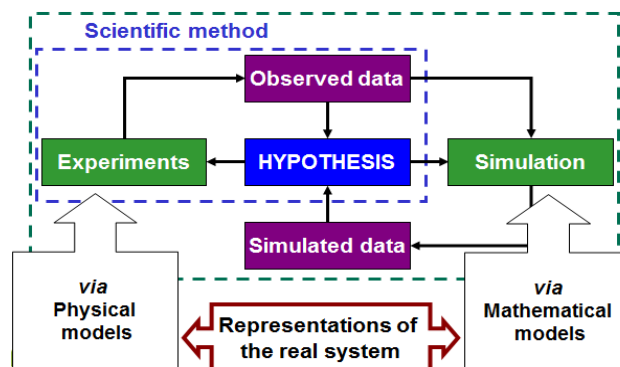 Scientific method
Observed data
Experiments
HYPOTHESIS
Simulation
Simulated data
via
Physical
models
Representations of
the real system
via
Mathematical
models